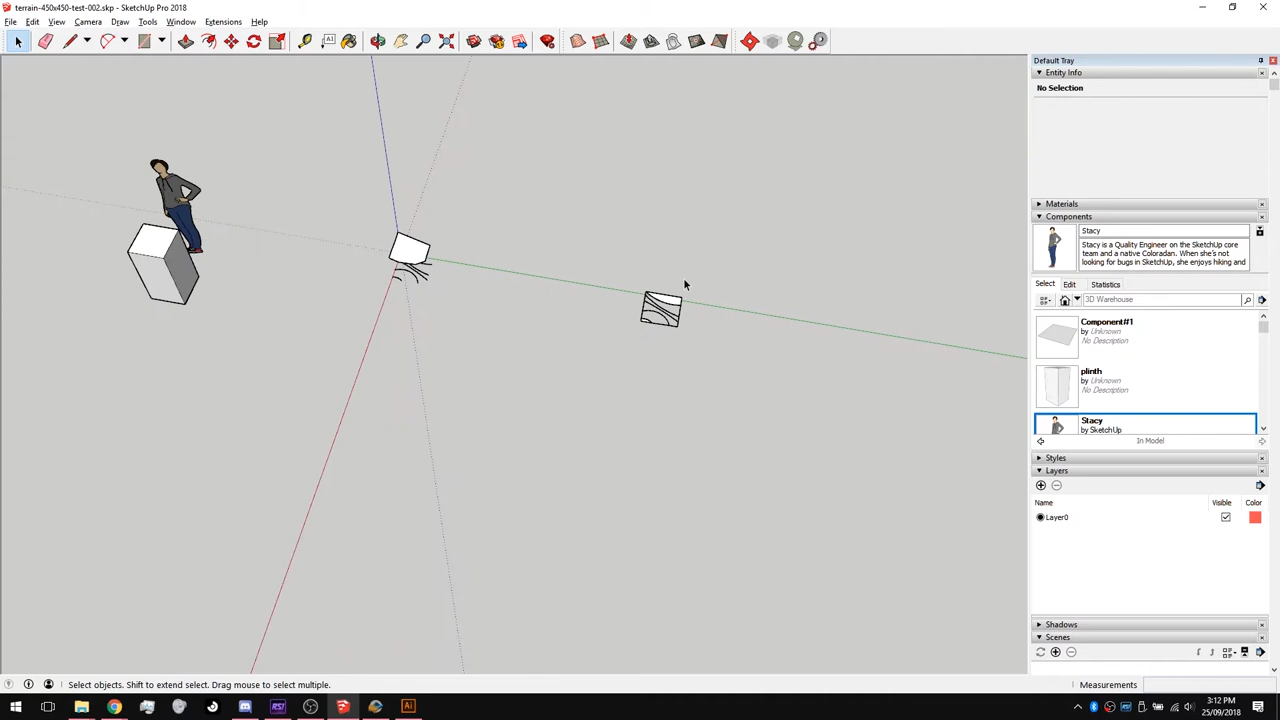 terrain-450x450-test-002.skp - SketchUp Pro 2018
File Edit View Camera Draw Tools Window Extensions Help
Default Tray
Entity Info
No Selection
Materials
Components
Stacy
Stacy is a Quality Engineer on the SketchUp core
team and a native Coloradan. When she's not
looking for bugs in SketchUp, she enjoys hiking and
Select Edit Statistics
3D Warehouse
Component#1
by Unknown
No Description
plinth
by Unknown
No Description
Stacy
by SketchUp
In Model
Styles
Layers
Name Visible Color
Layer0
Shadows
Scenes
Select objects. Shift to extend select. Drag mouse to select multiple.
Measurements
RS!
Ai
3:12 PM
25/09/2018